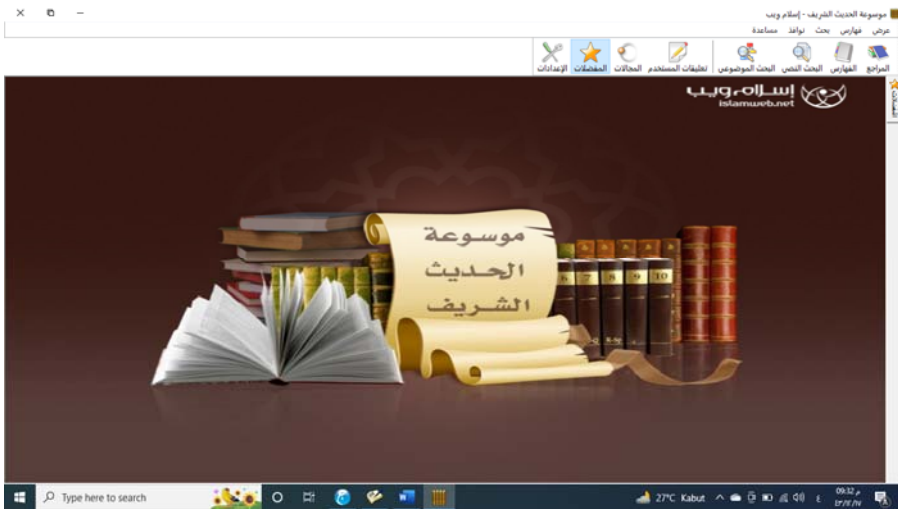 موسوعة الحديث الشريف - إسلام ويب
عرض فهارس بحث نوافذ مساعدة
المراجع الفهارس البحث النصي البحث الموضوعي تعليقات المستخدم المجالات المفضلات الإعدادات
المفضلات
إسلام ويب
islamweb.net
موسوعة
الحديث
الشريف
6 7 8 9 10
Type here to search
27°C Kabut
ع
09:32 م